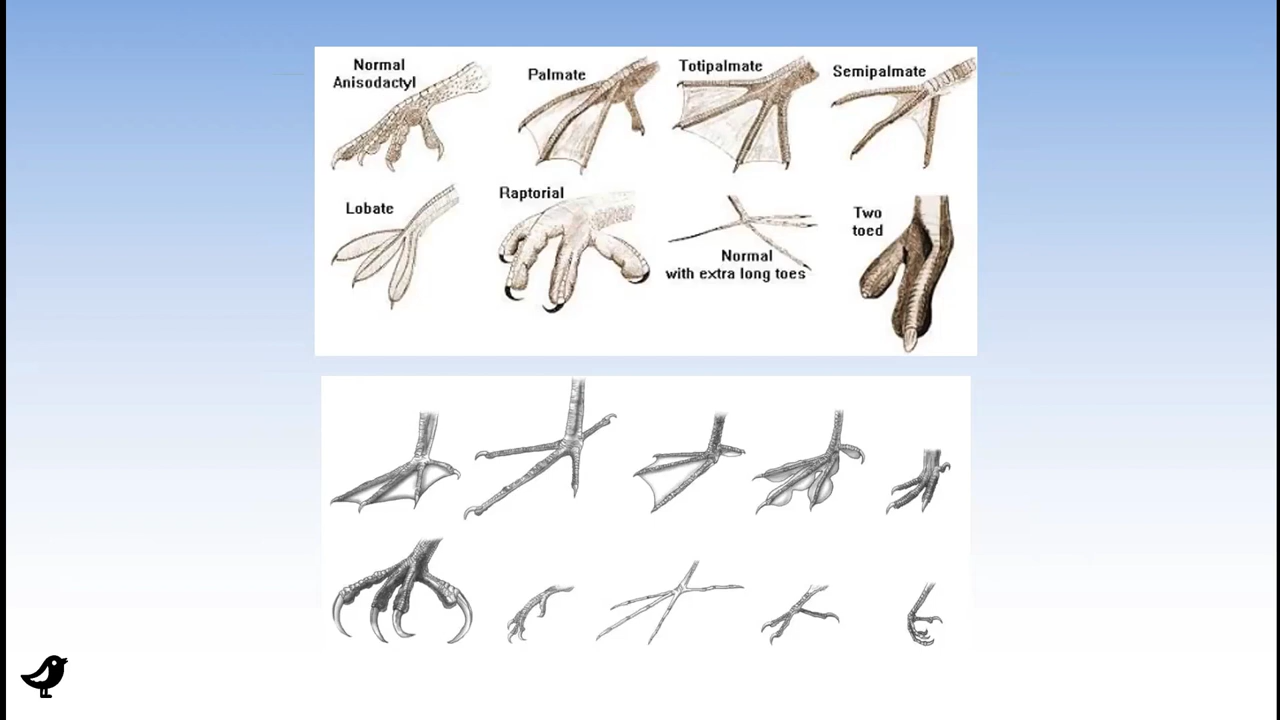 Normal
Anisodactyl
Palmate
Totipalmate
Semipalmate
Lobate
Raptorial
Normal
with extra long toes
Two
toed